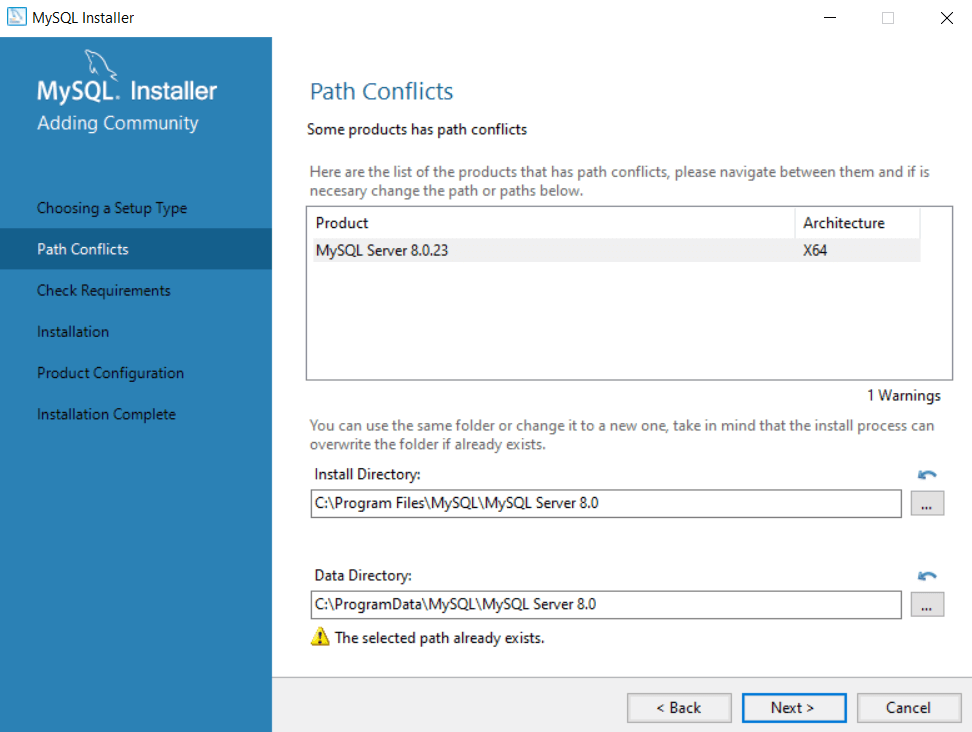 MySQL Installer
MySQL. Installer
Adding Community
Choosing a Setup Type
Path Conflicts
Check Requirements
Installation
Product Configuration
Installation Complete
Path Conflicts
Some products has path conflicts
Here are the list of the products that has path conflicts, please navigate between them and if is
necesary change the path or paths below.
Product Architecture
MySQL Server 8.0.23 X64
1 Warnings
You can use the same folder or change it to a new one, take in mind that the install process can
overwrite the folder if already exists.
Install Directory:
C:\Program Files\MySQL\MySQL Server 8.0
...
Data Directory:
C:\ProgramData\MySQL\MySQL Server 8.0
...
The selected path already exists.
< Back Next > Cancel